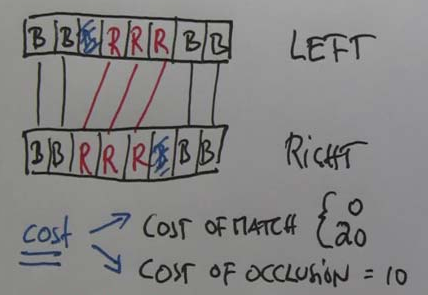 B B B R R R B B
LEFT
B B R R R B B B
RIGHT
COST
COST OF MATCH { 0
20
COST OF OCCLUSION = 10